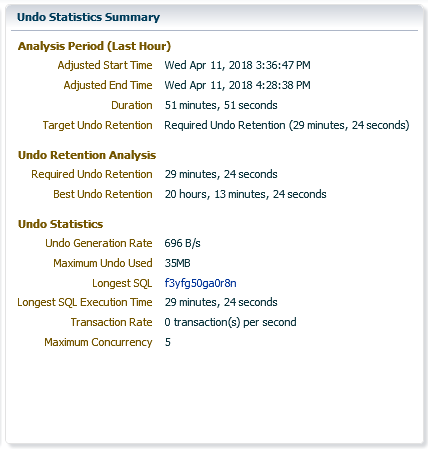 Undo Statistics Summary
Analysis Period (Last Hour)
Adjusted Start Time Wed Apr 11, 2018 3:36:47 PM
Adjusted End Time Wed Apr 11, 2018 4:28:38 PM
Duration 51 minutes, 51 seconds
Target Undo Retention Required Undo Retention (29 minutes, 24 seconds)
Undo Retention Analysis
Required Undo Retention 29 minutes, 24 seconds
Best Undo Retention 20 hours, 13 minutes, 24 seconds
Undo Statistics
Undo Generation Rate 696 B/s
Maximum Undo Used 35MB
Longest SQL f3yfg50ga0r8n
Longest SQL Execution Time 29 minutes, 24 seconds
Transaction Rate 0 transaction(s) per second
Maximum Concurrency 5